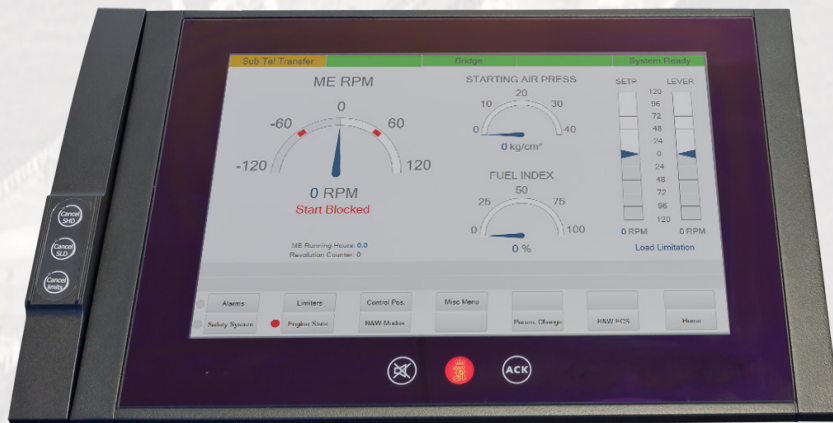 Sub Tel Transfer
Bridge
System Ready
ME RPM
0
-60
60
-120
120
0 RPM
Start Blocked
ME Running Hours: 0.0
Revolution Counter: 0
STARTING AIR PRESS
20
10
30
0
40
0 kg/cm²
FUEL INDEX
50
25
75
0
100
0 %
SETP
LEVER
120
96
72
48
24
0
24
48
72
96
120
0 RPM
0 RPM
Load Limitation
Alarms
Limiters
Control Pos.
Misc Menu
Safety System
Engine State
R&W Modes
Param. Change
R&W ECS
Home
Cancel SHD
Cancel SLD
Cancel limits
ACK